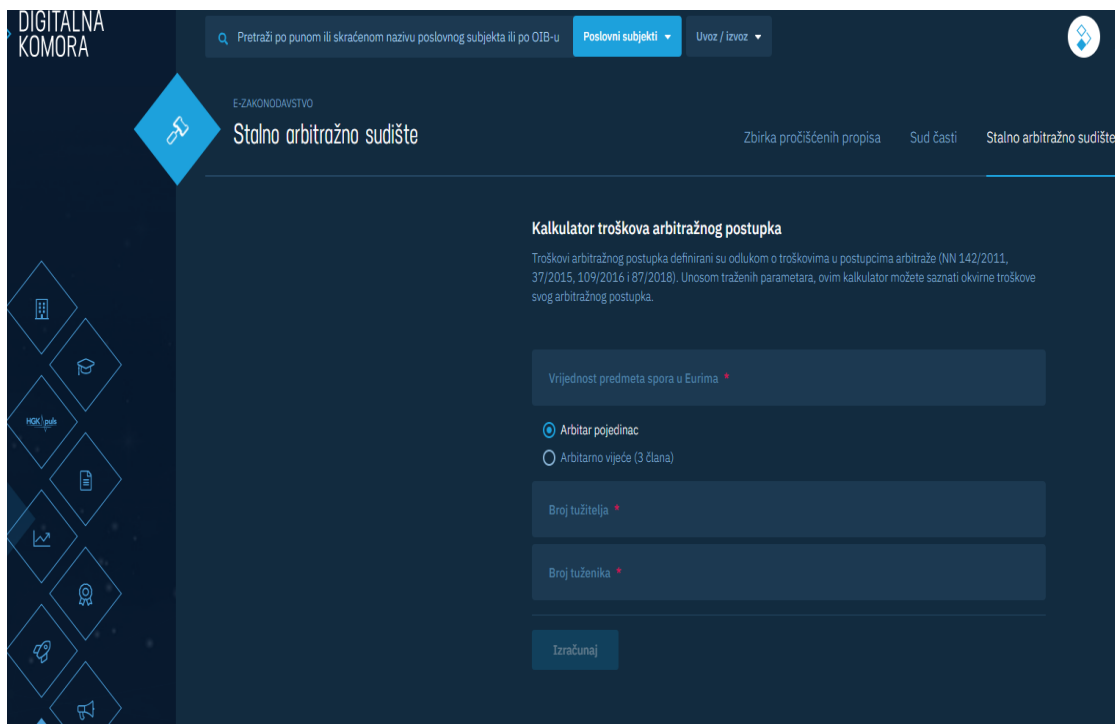 DIGITALNA
KOMORA
Pretraži po punom ili skraćenom nazivu poslovnog subjekta ili po OIB-u
Poslovni subjekti
Uvoz / izvoz
E-ZAKONODAVSTVO
Stalno arbitražno sudište
Zbirka pročišćenih propisa
Sud časti
Stalno arbitražno sudište
Kalkulator troškova arbitražnog postupka
Troškovi arbitražnog postupka definirani su odlukom o troškovima u postupcima arbitraže (NN 142/2011,
37/2015, 109/2016 i 87/2018). Unosom traženih parametara, ovim kalkulator možete saznati okvirne troškove
svog arbitražnog postupka.
Vrijednost predmeta spora u Eurima *
Arbitar pojedinac
Arbitarno vijeće (3 člana)
HGK puls
Broj tužitelja *
Broj tuženika *
Izračunaj